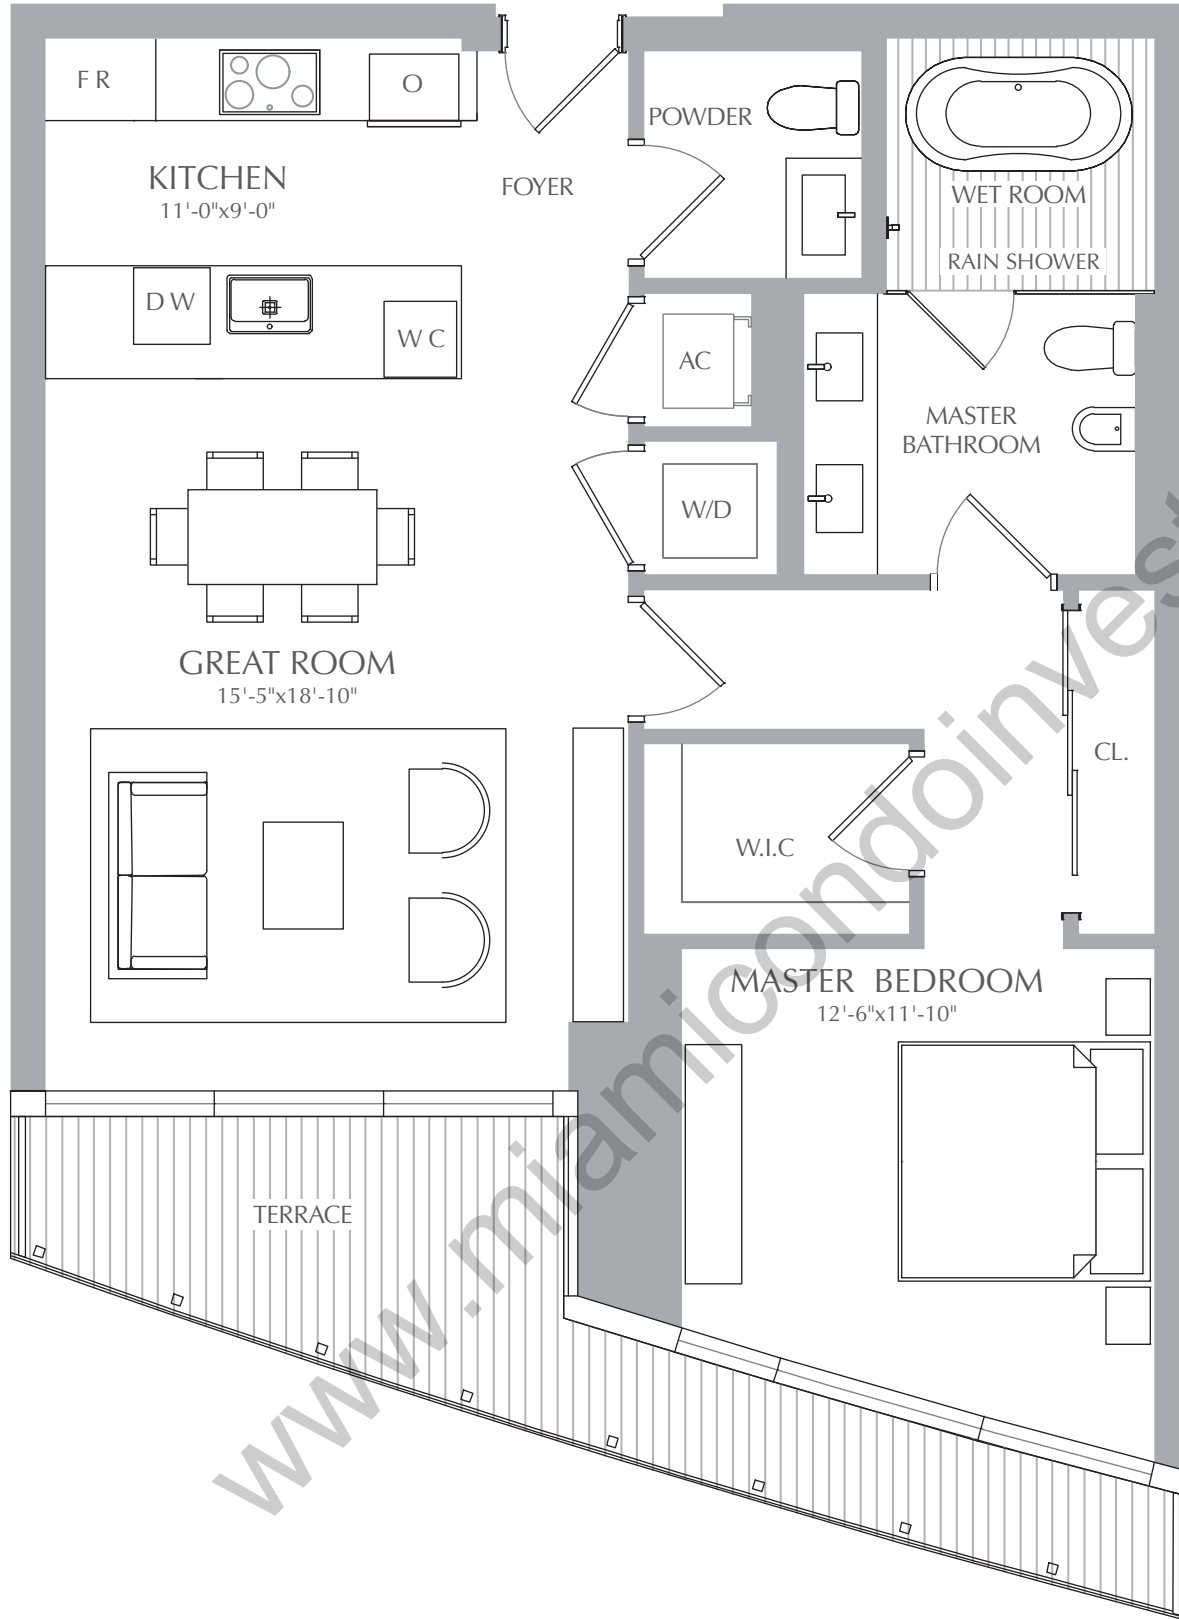 F R
O
POWDER
KITCHEN
11'-0"x9'-0"
FOYER
WET ROOM
RAIN SHOWER
D W
W C
AC
MASTER
BATHROOM
W/D
GREAT ROOM
15'-5"x18'-10"
CL.
W.I.C
MASTER BEDROOM
12'-6"x11'-10"
TERRACE
www.miamicondoinvest